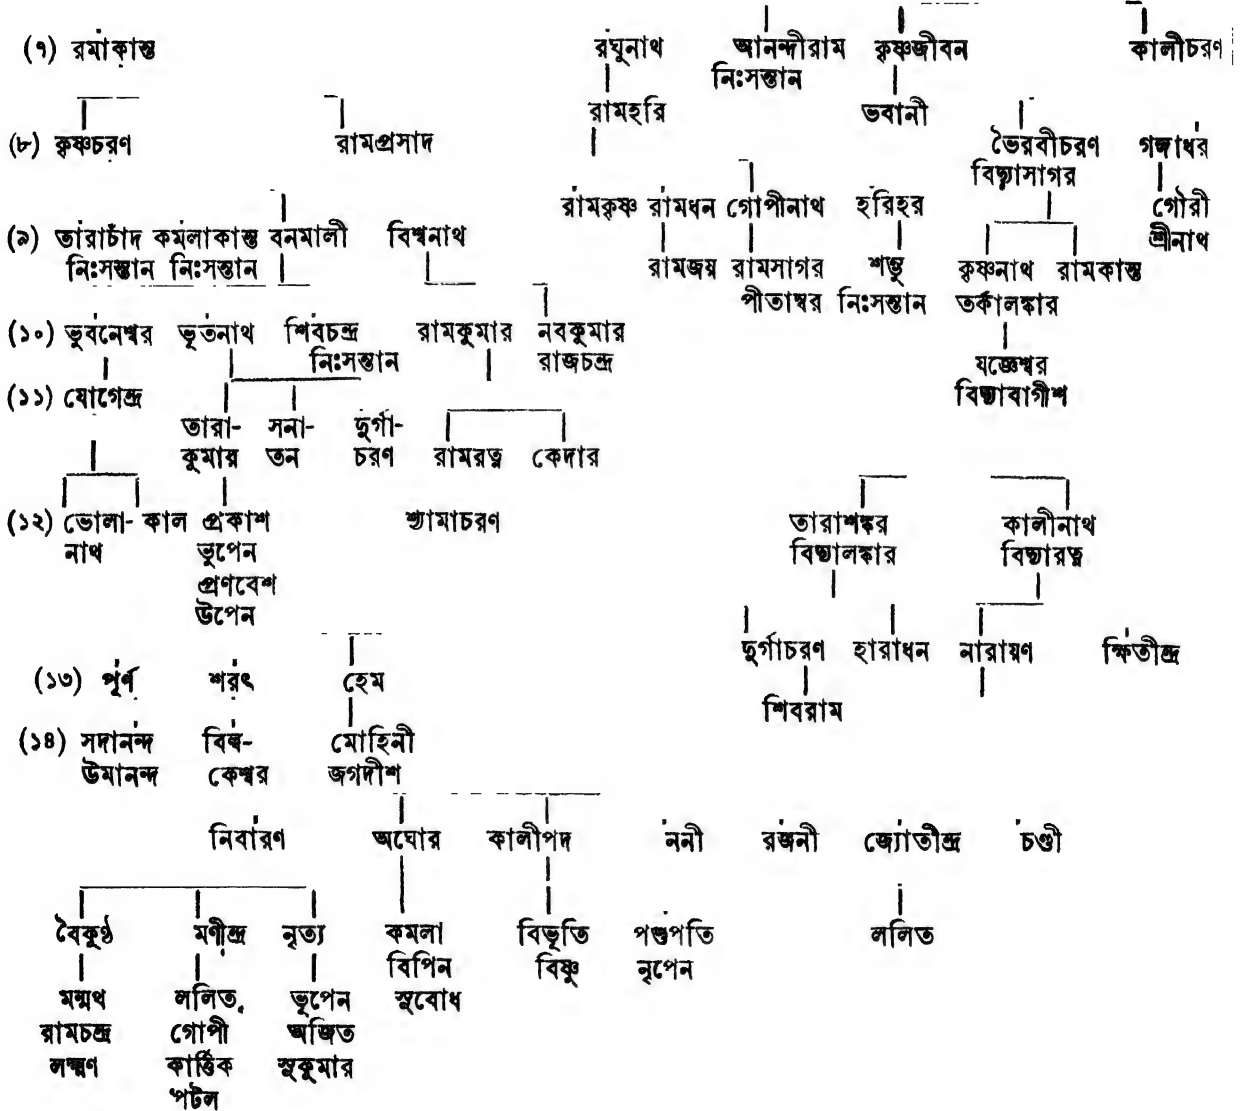 (৭) রমাকান্ত রঘুনাথ আনন্দীরাম কৃষ্ণজীবন কালীচরণ
নিঃসন্তান
রামহরি ভবানী
(৮) কৃষ্ণচরণ রামপ্রসাদ ভৈরবীচরণ গঙ্গাধর
বিদ্যাসাগর
রামকৃষ্ণ রামধন গোপীনাথ হরিহর গৌরী
(৯) তারাচাঁদ কমলাকান্ত বনমালী বিশ্বনাথ শ্রীনাথ
নিঃসন্তান নিঃসন্তান রামজয় রামসাগর শম্ভু কৃষ্ণনাথ রামকান্ত
পীতাম্বর নিঃসন্তান তর্কালঙ্কার
(১০) ভুবনেশ্বর ভূতনাথ শিবচন্দ্র রামকুমার নবকুমার
নিঃসন্তান রাজচন্দ্র যজ্ঞেশ্বর
(১১) যোগেন্দ্র বিদ্যাবাগীশ
তারা- সনা- দুর্গা-
কুমার তন চরণ রামরত্ন কেদার
(১২) ভোলা- কাল প্রকাশ শ্যামাচরণ তারাশঙ্কর কালীনাথ
নাথ ভুপেন বিদ্যালঙ্কার বিদ্যারত্ন
প্রণবেশ
উপেন
দুর্গাচরণ হারাধন নারায়ণ ক্ষিতীন্দ্র
(১৩) পূর্ণ শরৎ হেম
শিবরাম
(১৪) সদানন্দ বিল্ব- মোহিনী
উমানন্দ কেশ্বর জগদীশ
নিবারণ অঘোর কালীপদ ননী রজনী জ্যোতীন্দ্র চণ্ডী
বৈকুণ্ঠ মণীন্দ্র নৃত্য কমলা বিভূতি পশুপতি ললিত
বিপিন বিষ্ণু নৃপেন
মন্মথ ললিত, ভূপেন সুবোধ
রামচন্দ্র গোপী অজিত
লক্ষ্মণ কার্ত্তিক সুকুমার
পটল